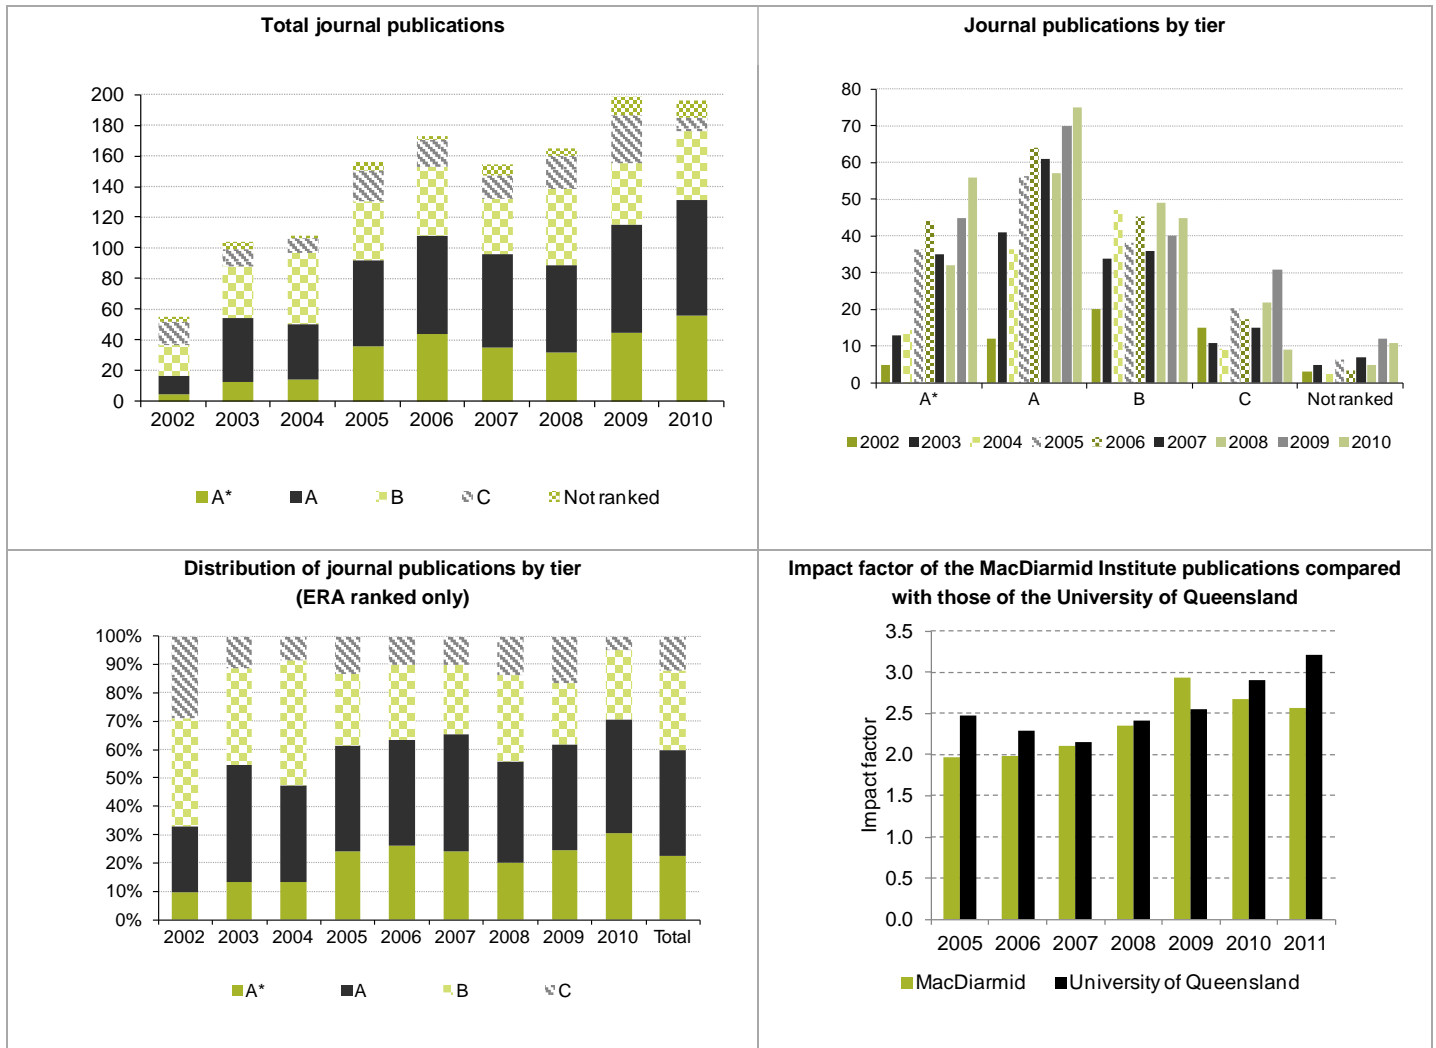 Total journal publications
200
180
160
140
120
100
80
60
40
20
0
2002 2003 2004 2005 2006 2007 2008 2009 2010
A* A B C Not ranked
Journal publications by tier
80
70
60
50
40
30
20
10
0
A* A B C Not ranked
2002 2003 2004 2005 2006 2007 2008 2009 2010
Distribution of journal publications by tier
(ERA ranked only)
100%
90%
80%
70%
60%
50%
40%
30%
20%
10%
0%
2002 2003 2004 2005 2006 2007 2008 2009 2010 Total
A* A B C
Impact factor of the MacDiarmid Institute publications compared
with those of the University of Queensland
Impact factor
3.5
3.0
2.5
2.0
1.5
1.0
0.5
0.0
2005 2006 2007 2008 2009 2010 2011
MacDiarmid University of Queensland